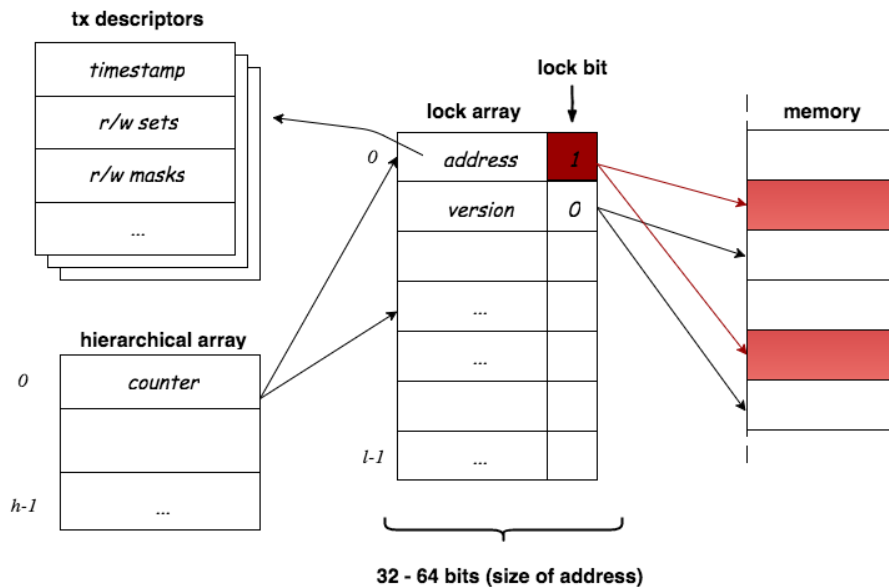 tx descriptors
timestamp
r/w sets
r/w masks
...
hierarchical array
0
counter
h-1
...
lock bit
lock array
0
address 1
version 0
...
...
l-1
...
32 - 64 bits (size of address)
memory